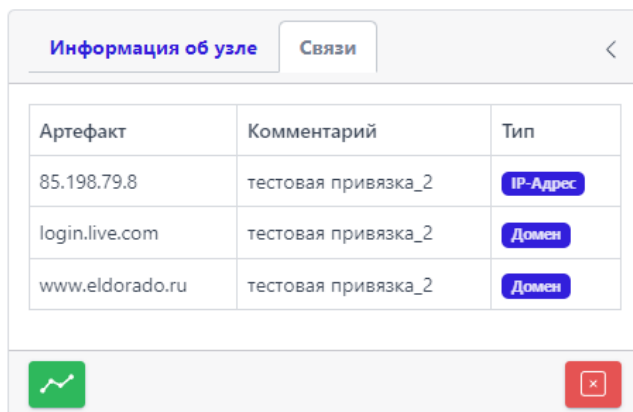 Информация об узле Связи
Артефакт Комментарий Тип
85.198.79.8 тестовая привязка_2 IP-Адрес
login.live.com тестовая привязка_2 Домен
www.eldorado.ru тестовая привязка_2 Домен